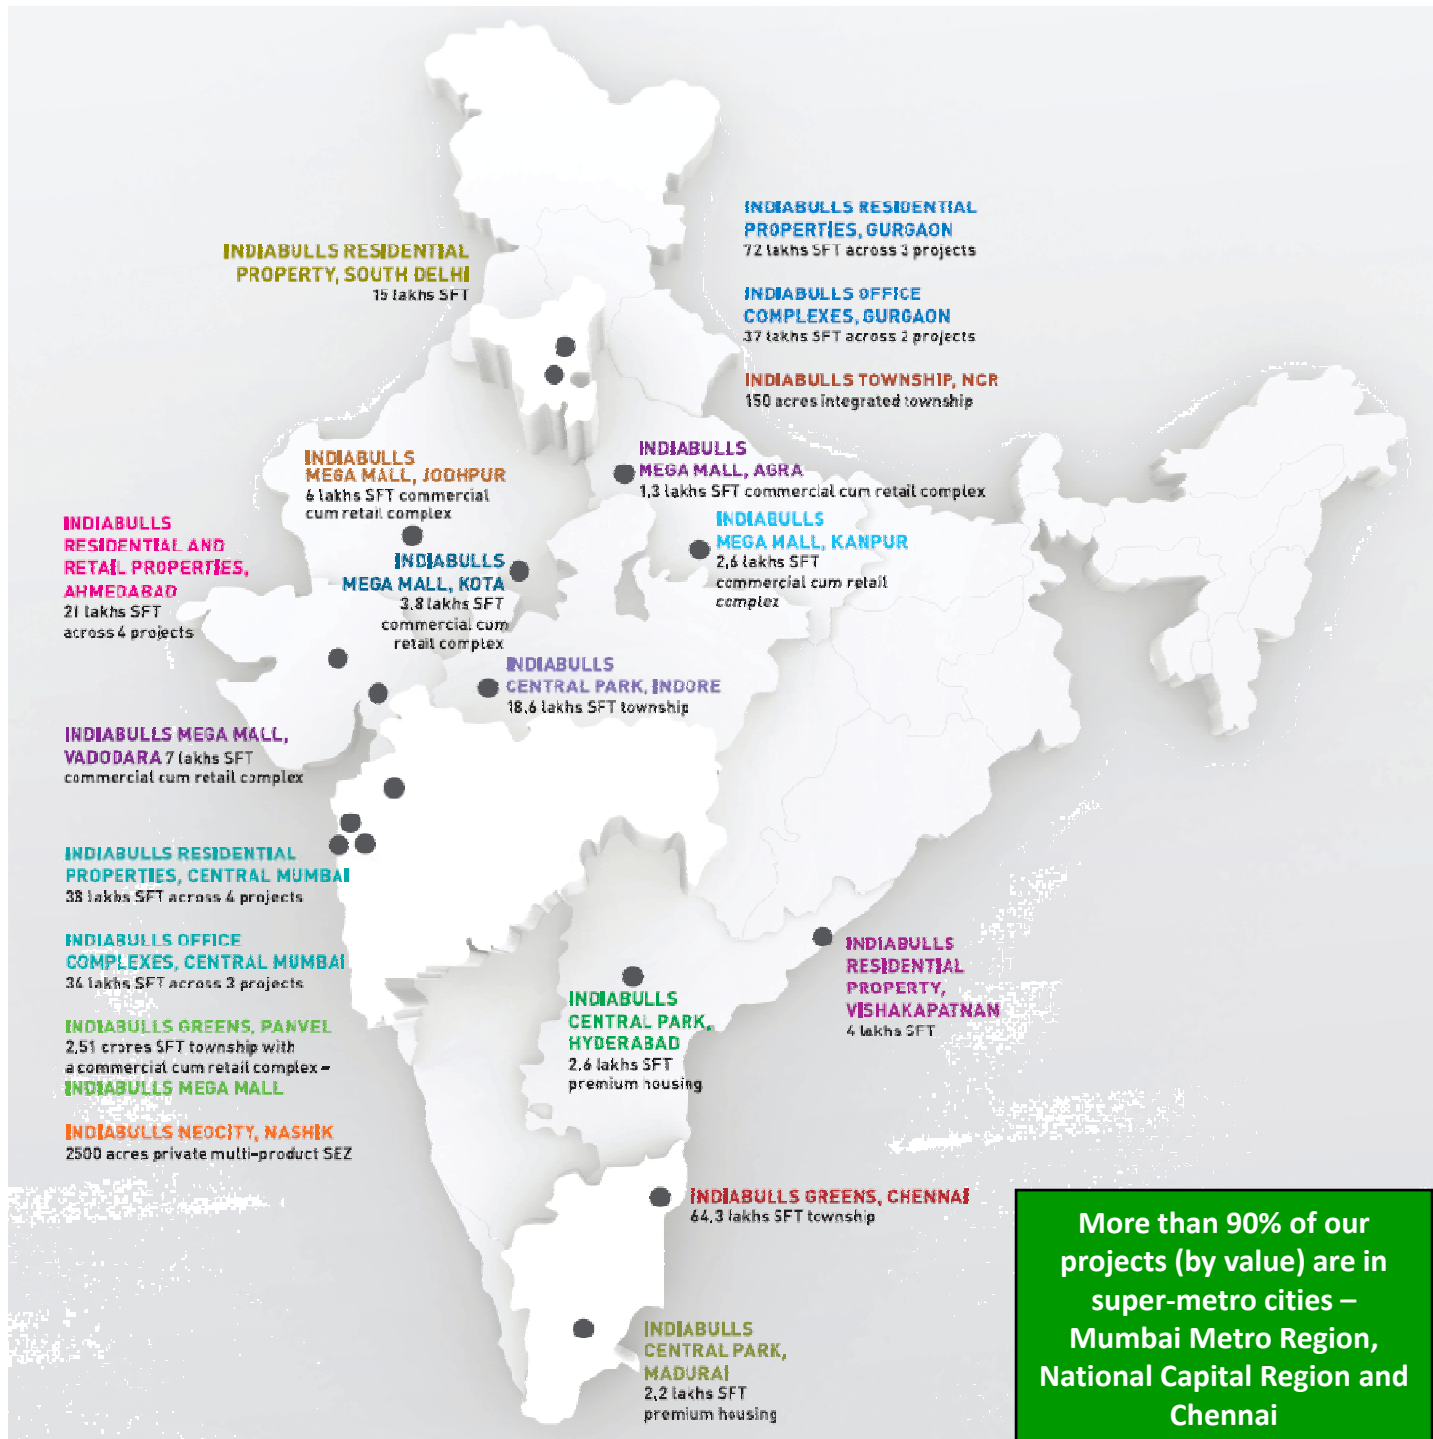 INDIABULLS RESIDENTIAL
PROPERTIES, GURGAON
72 lakhs SFT across 3 projects
INDIABULLS RESIDENTIAL
PROPERTY, SOUTH DELHI
15 lakhs SFT
INDIABULLS OFFICE
COMPLEXES, GURGAON
37 lakhs SFT across 2 projects
INDIABULLS TOWNSHIP, NCR
150 acres integrated township
INDIABULLS
MEGA MALL, JODHPUR
6 lakhs SFT commercial
cum retail complex
INDIABULLS
MEGA MALL, AGRA
1.3 lakhs SFT commercial cum retail complex
INDIABULLS
RESIDENTIAL AND
RETAIL PROPERTIES,
AHMEDABAD
21 lakhs SFT
across 4 projects
INDIABULLS
MEGA MALL, KOTA
3.8 lakhs SFT
commercial cum
retail complex
INDIABULLS
MEGA MALL, KANPUR
2.6 lakhs SFT
commercial cum retail
complex
INDIABULLS
CENTRAL PARK, INDORE
18.6 lakhs SFT township
INDIABULLS MEGA MALL,
VADODARA 7 lakhs SFT
commercial cum retail complex
INDIABULLS RESIDENTIAL
PROPERTIES, CENTRAL MUMBAI
38 lakhs SFT across 4 projects
INDIABULLS OFFICE
COMPLEXES, CENTRAL MUMBAI
34 lakhs SFT across 3 projects
INDIABULLS GREENS, PANVEL
2.51 crores SFT township with
a commercial cum retail complex –
INDIABULLS MEGA MALL
INDIABULLS NEOCITY, NASHIK
2500 acres private multi-product SEZ
INDIABULLS
RESIDENTIAL
PROPERTY,
VISHAKAPATNAN
4 lakhs SFT
INDIABULLS
CENTRAL PARK,
HYDERABAD
2.6 lakhs SFT
premium housing
INDIABULLS GREENS, CHENNAI
64.3 lakhs SFT township
INDIABULLS
CENTRAL PARK,
MADURAI
2.2 lakhs SFT
premium housing
More than 90% of our
projects (by value) are in
super-metro cities –
Mumbai Metro Region,
National Capital Region and
Chennai